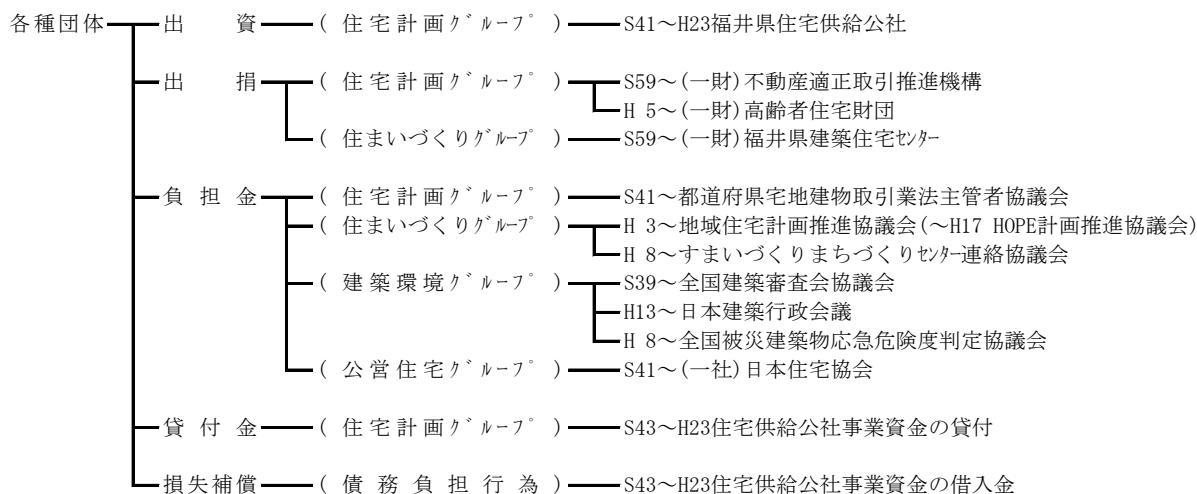 各種団体 出資 (住宅計画グループ) S41～H23福井県住宅供給公社
出捐 (住宅計画グループ) S59～(一財)不動産適正取引推進機構
H 5～(一財)高齢者住宅財団
(住まいづくりグループ) S59～(一財)福井県建築住宅センター
負担金 (住宅計画グループ) S41～都道府県宅地建物取引業法主管者協議会
(住まいづくりグループ) H 3～地域住宅計画推進協議会(～H17 HOPE計画推進協議会)
H 8～すまいづくりまちづくりセンター連絡協議会
(建築環境グループ) S39～全国建築審査会協議会
H13～日本建築行政会議
H 8～全国被災建築物応急危険度判定協議会
(公営住宅グループ) S41～(一社)日本住宅協会
貸付金 (住宅計画グループ) S43～H23住宅供給公社事業資金の貸付
損失補償 (債務負担行為) S43～H23住宅供給公社事業資金の借入金